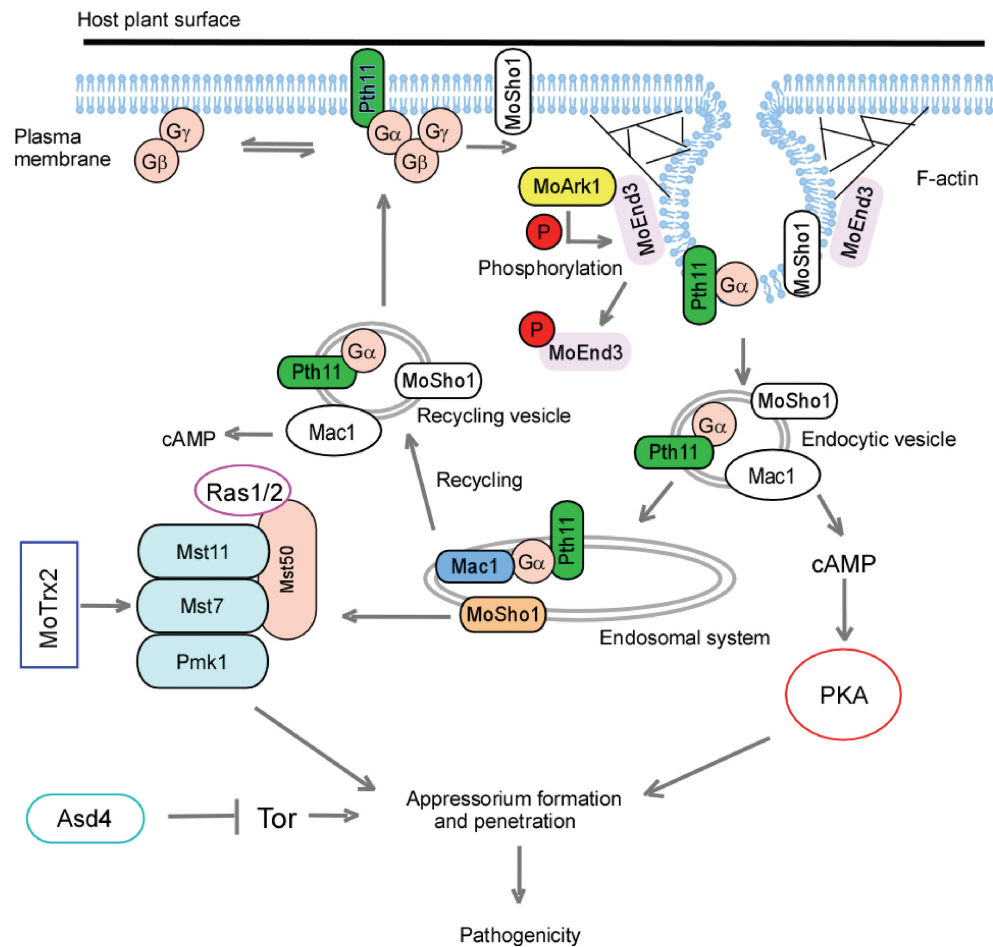 Host plant surface
Pth11
MoSho1
Gγ
Gα
Gγ
Plasma
membrane
Gβ
Gβ
MoArk1
MoEnd3
F-actin
P
MoEnd3
MoSho1
Phosphorylation
Pth11
Gα
P
MoEnd3
Gα
Pth11
MoSho1
MoSho1
Recycling vesicle
Gα
Endocytic vesicle
cAMP
Mac1
Pth11
Mac1
Recycling
Ras1/2
Pth11
Mst11
Mst50
Mac1
Gα
cAMP
MoTrx2
Mst7
MoSho1
Endosomal system
Pmk1
PKA
Asd4
Tor
Appressorium formation
and penetration
Pathogenicity